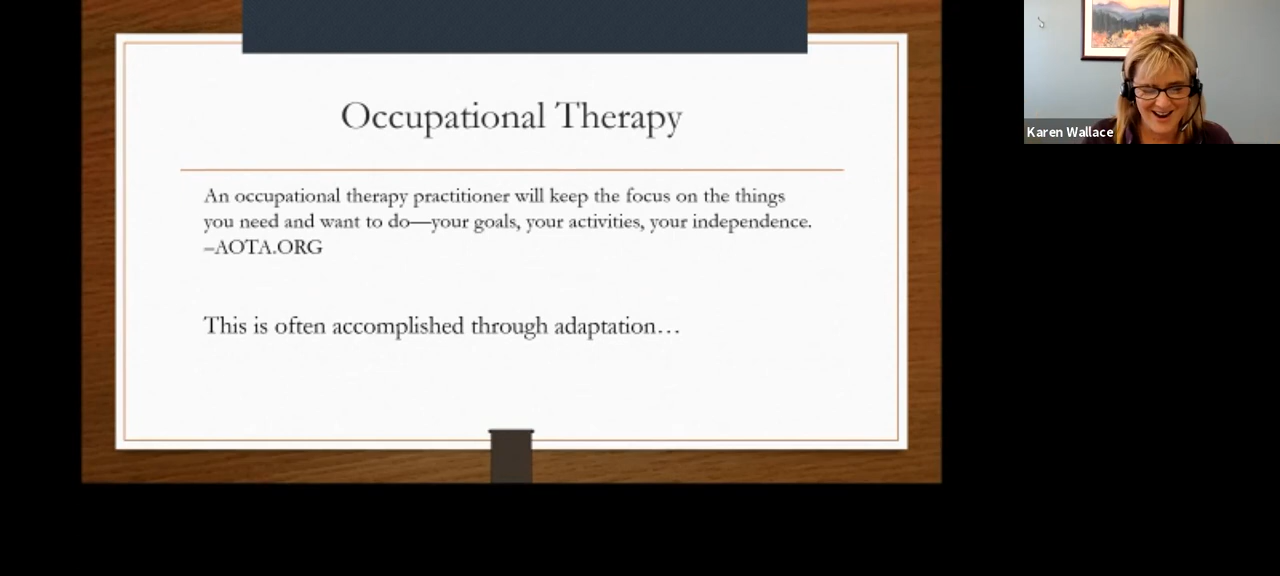 Occupational Therapy
An occupational therapy practitioner will keep the focus on the things
you need and want to do—your goals, your activities, your independence.
–AOTA.ORG
This is often accomplished through adaptation…
Karen Wallace